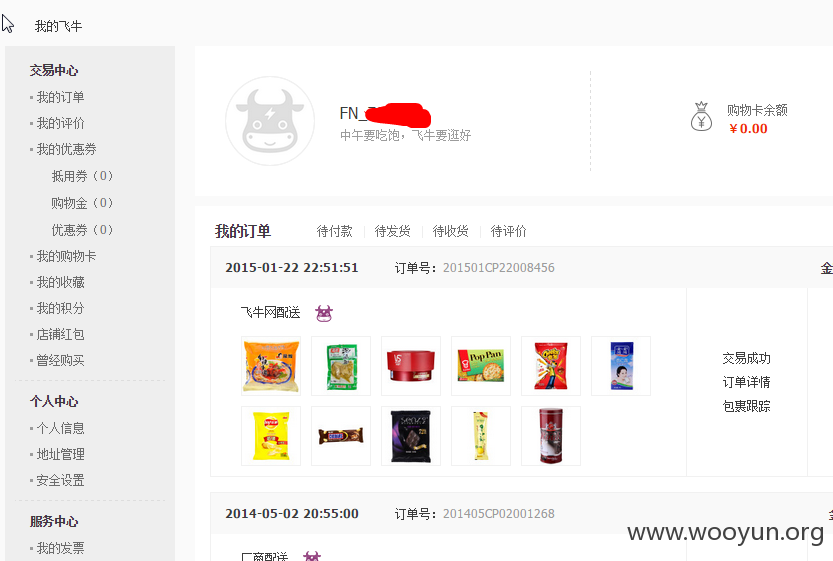 我的飞牛
交易中心
我的订单
我的评价
我的优惠券
抵用券（0）
购物金（0）
优惠券（0）
我的购物卡
我的收藏
我的积分
店铺红包
曾经购买
个人中心
个人信息
地址管理
安全设置
服务中心
我的发票
FN_
中午要吃饱，飞牛要逛好
购物卡余额
￥0.00
我的订单 待付款 待发货 待收货 待评价
2015-01-22 22:51:51 订单号：201501CP22008456 金
飞牛网配送
Pop Pan
交易成功
订单详情
包裹跟踪
2014-05-02 20:55:00 订单号：201405CP02001268
厂商配送
www.wooyun.org